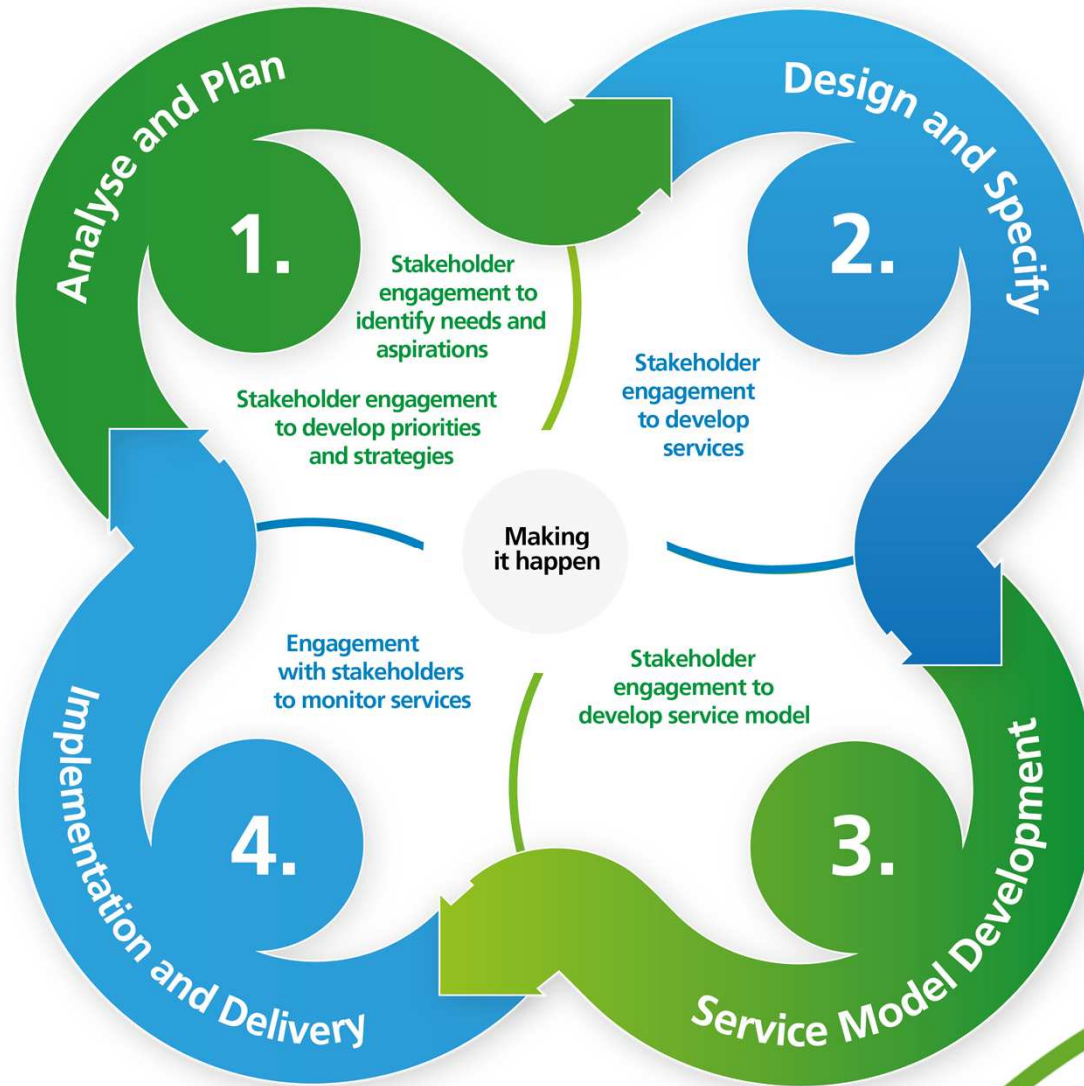 Analyse and Plan
1.
Stakeholder
engagement to
identify needs and
aspirations
Stakeholder engagement
to develop priorities
and strategies
Design and Specify
2.
Stakeholder
engagement
to develop
services
Making
it happen
Service Model Development
3.
Stakeholder
engagement to
develop service model
Implementation and Delivery
4.
Engagement
with stakeholders
to monitor services